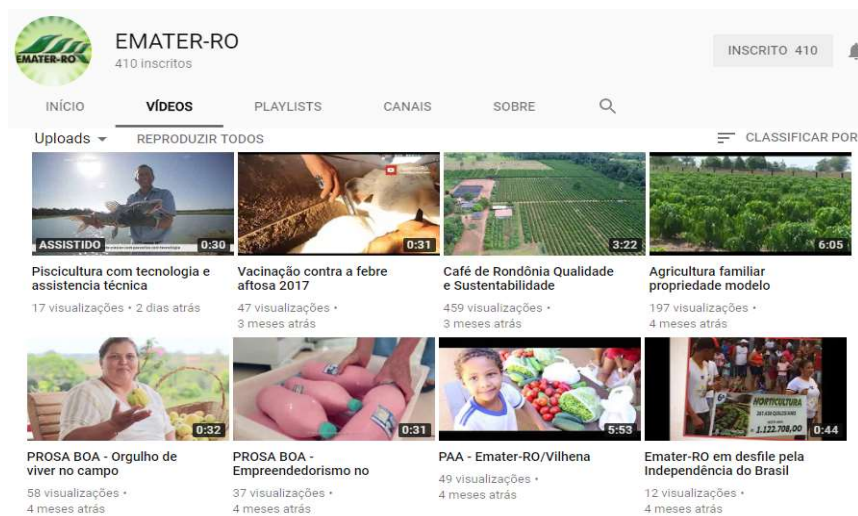 EMATER-RO
EMATER-RO
410 inscritos
INSCRITO 410
INÍCIO VÍDEOS PLAYLISTS CANAIS SOBRE
Uploads REPRODUZIR TODOS CLASSIFICAR POR
ASSISTIDO 0:30 0:31 3:22 6:05
Piscicultura com tecnologia e
assistencia técnica
17 visualizações • 2 dias atrás
Vacinação contra a febre
aftosa 2017
47 visualizações •
3 meses atrás
Café de Rondônia Qualidade
e Sustentabilidade
459 visualizações •
3 meses atrás
Agricultura familiar
propriedade modelo
197 visualizações •
4 meses atrás
0:32 0:31 5:53 0:44
HORTICULTURA
1.122.708,00
PROSA BOA - Orgulho de
viver no campo
58 visualizações •
4 meses atrás
PROSA BOA -
Empreendedorismo no
37 visualizações •
4 meses atrás
PAA - Emater-RO/Vilhena
49 visualizações •
4 meses atrás
Emater-RO em desfile pela
Independência do Brasil
12 visualizações •
4 meses atrás